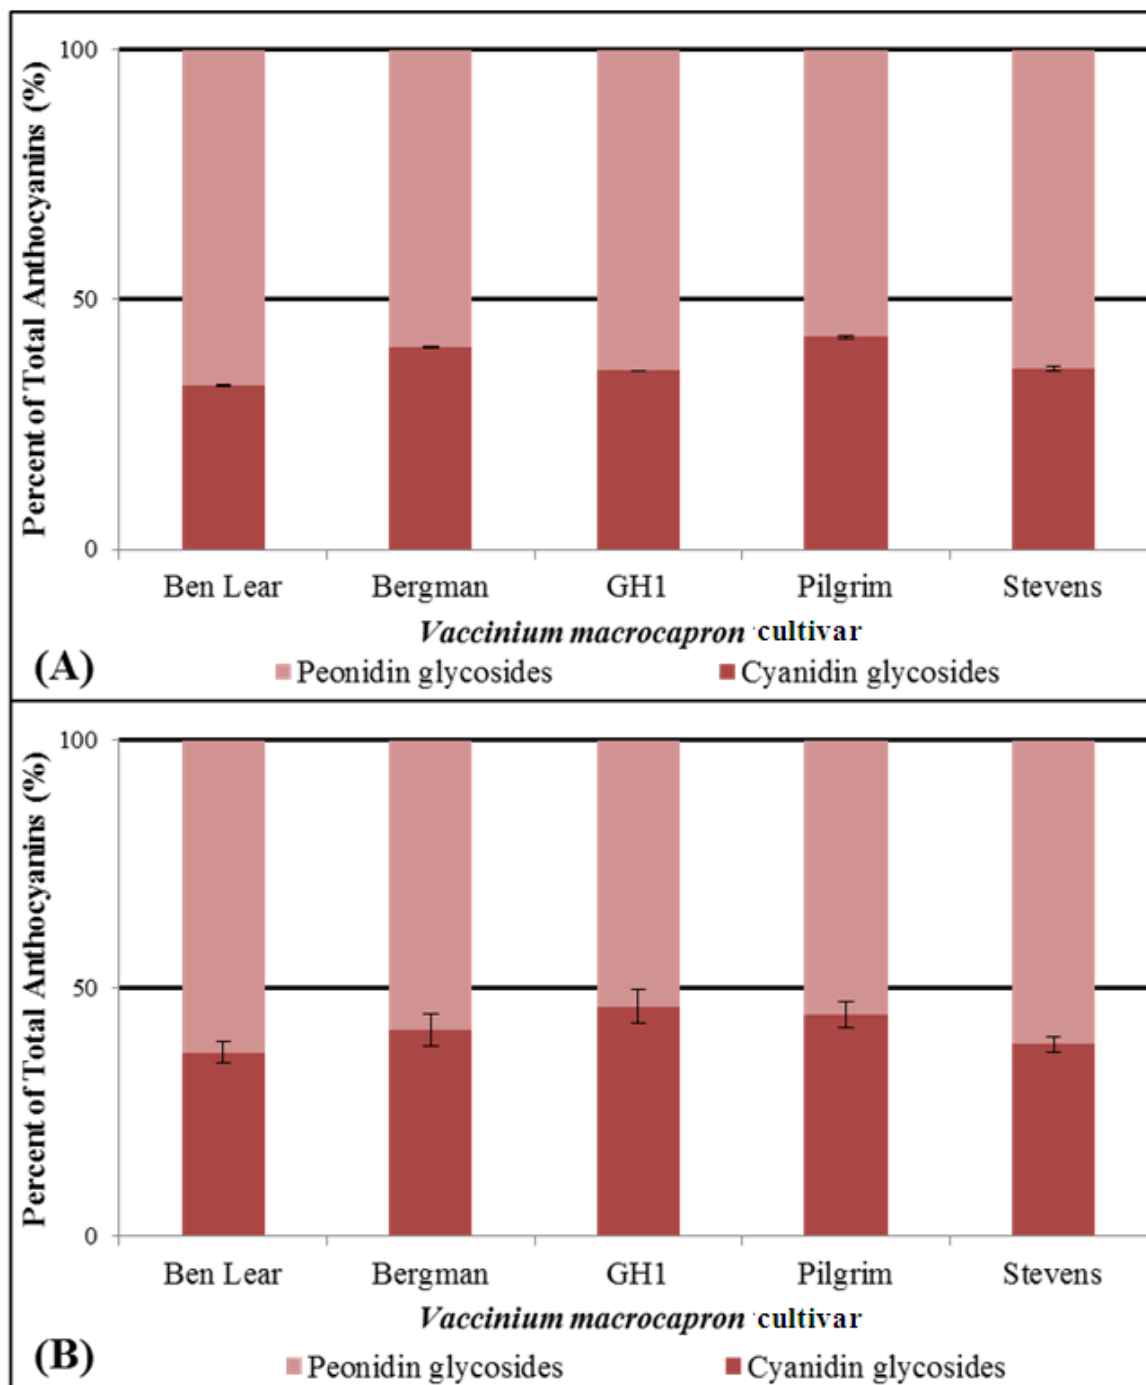 Percent of Total Anthocyanins (%)
100
50
0
Ben Lear Bergman GH1 Pilgrim Stevens
Vaccinium macrocapron cultivar
(A)
Peonidin glycosides Cyanidin glycosides
Percent of Total Anthocyanins (%)
100
50
0
Ben Lear Bergman GH1 Pilgrim Stevens
Vaccinium macrocapron cultivar
(B)
Peonidin glycosides Cyanidin glycosides